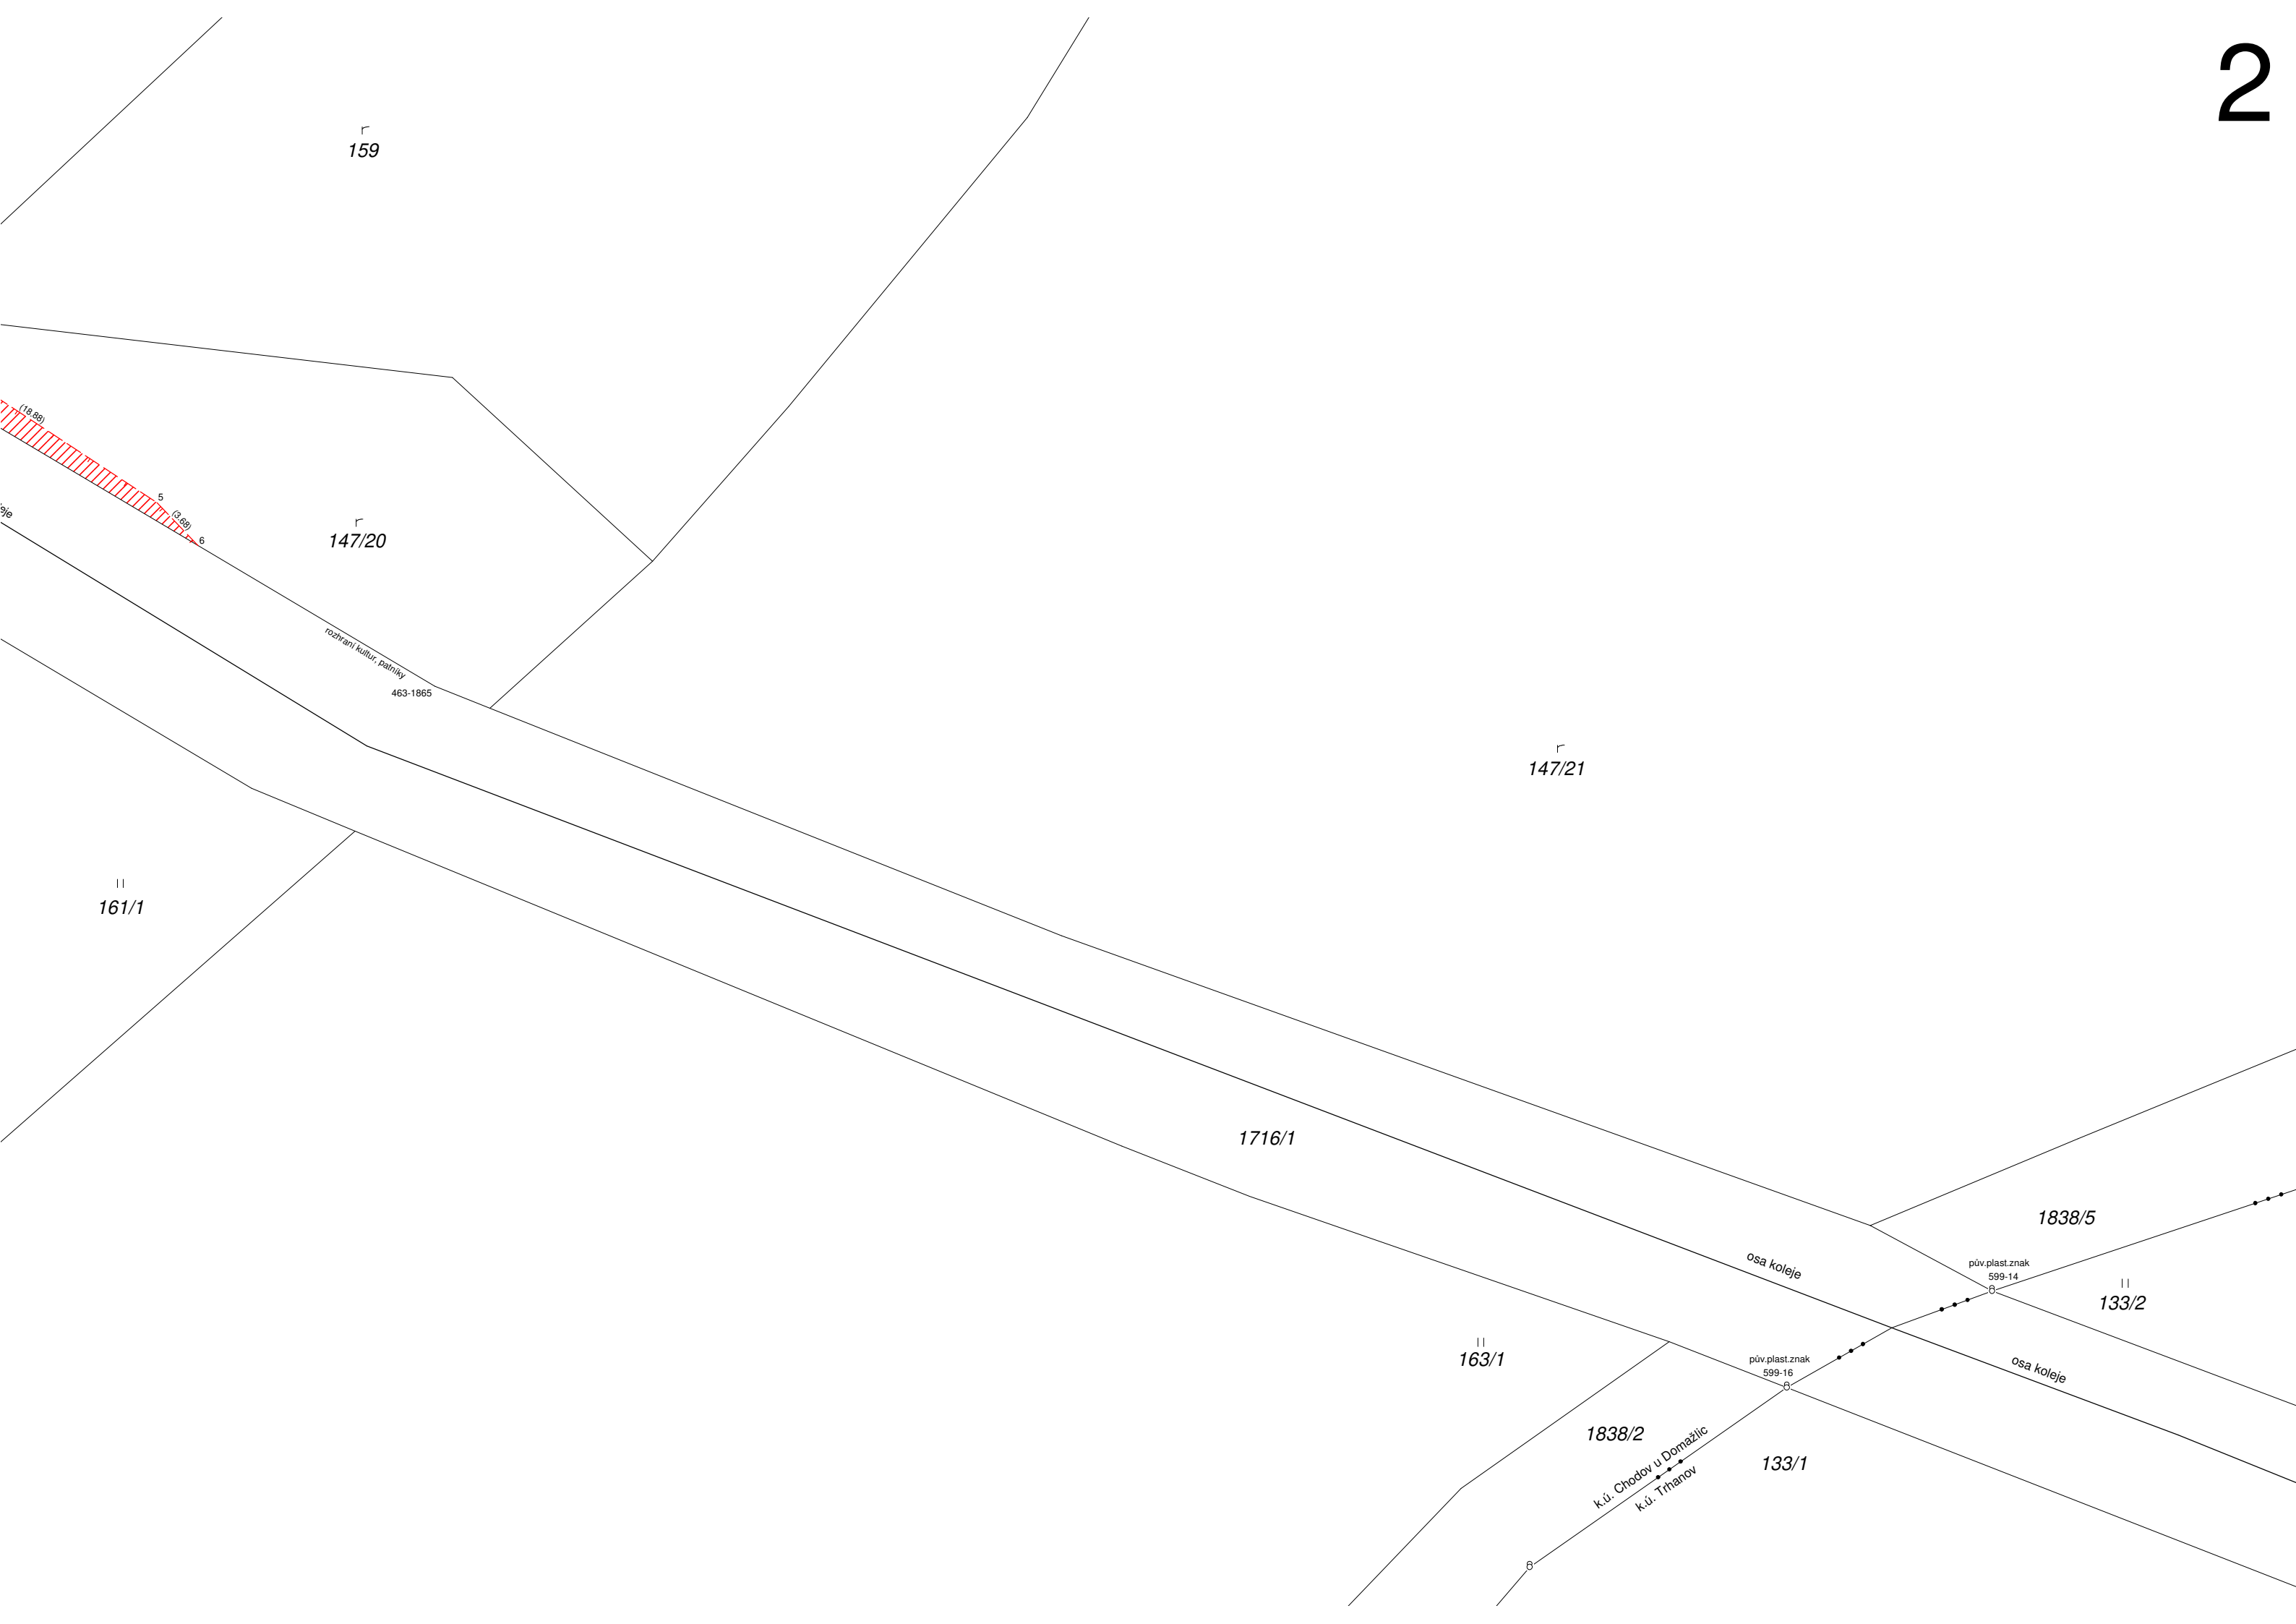 2
159
(18.88)
5
(3.68)
6
147/20
rozhraní kultur, patníky
463-1865
147/21
161/1
1716/1
1838/5
osa koleje
pův.plast.znak
599-14
133/2
163/1
pův.plast.znak
599-16
osa koleje
1838/2
k.ú. Chodov u Domažlic
k.ú. Trhanov
133/1